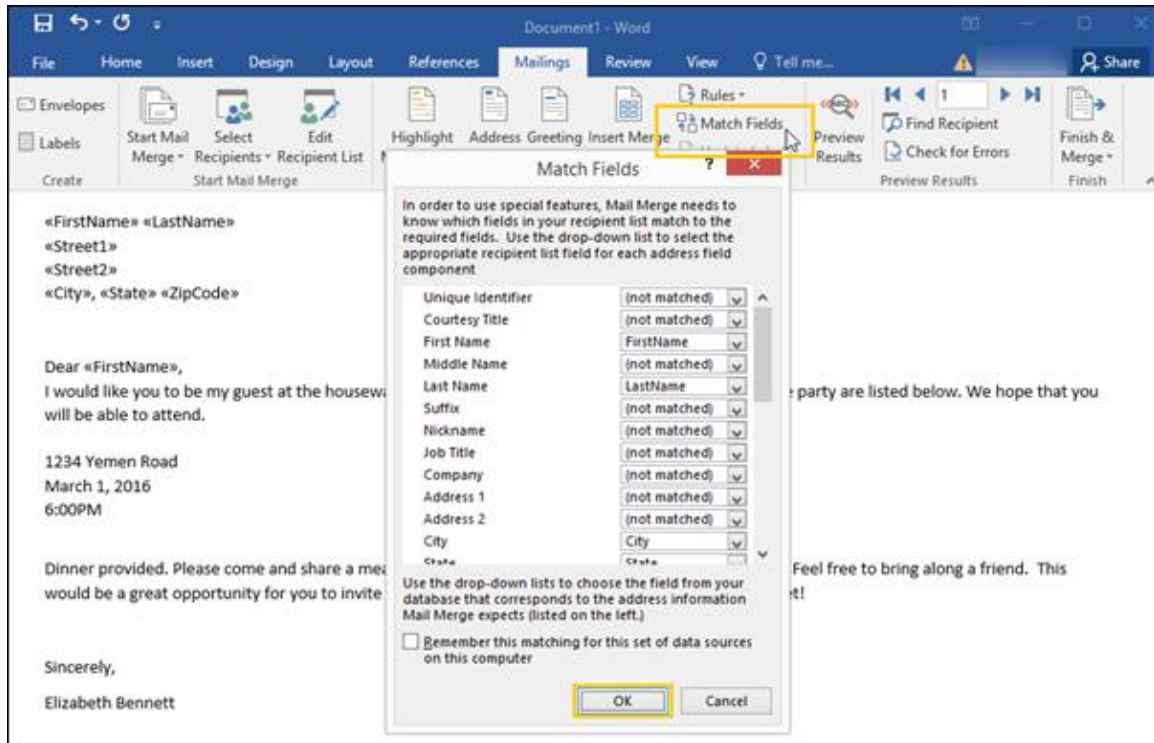 Document1 - Word
File Home Insert Design Layout References Mailings Review View Tell me... Share
Envelopes
Labels
Create
Start Mail Merge
Select Recipients
Edit Recipient List
Start Mail Merge
Highlight
Address
Greeting
Insert Merge
Rules
Match Fields
Preview Results
1
Find Recipient
Check for Errors
Preview Results
Finish & Merge
Finish
Match Fields ?
In order to use special features, Mail Merge needs to
know which fields in your recipient list match to the
required fields. Use the drop-down list to select the
appropriate recipient list field for each address field
component
Unique Identifier (not matched)
Courtesy Title (not matched)
First Name FirstName
Middle Name (not matched)
Last Name LastName
Suffix (not matched)
Nickname (not matched)
Job Title (not matched)
Company (not matched)
Address 1 (not matched)
Address 2 (not matched)
City City
State State
Use the drop-down lists to choose the field from your
database that corresponds to the address information
Mail Merge expects (listed on the left.)
Remember this matching for this set of data sources
on this computer
OK Cancel
«FirstName» «LastName»
«Street1»
«Street2»
«City», «State» «ZipCode»
Dear «FirstName»,
I would like you to be my guest at the party are listed below. We hope that you
will be able to attend.
1234 Yemen Road
March 1, 2016
6:00PM
Dinner provided. Please come and share a Feel free to bring along a friend. This
would be a great opportunity for you to invite
Sincerely,
Elizabeth Bennett